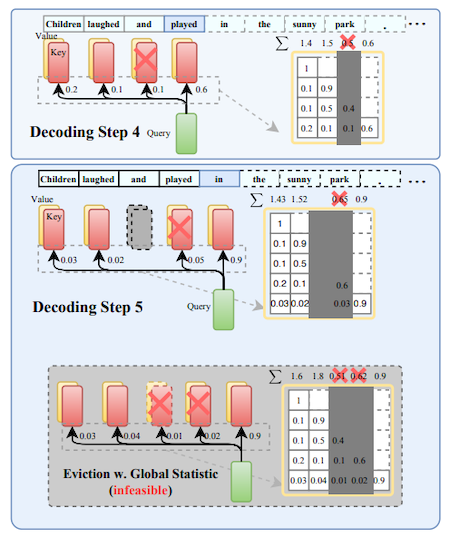 Children laughed and played in the sunny park . ...
Value
Key
0.2 0.1 0.1 0.6
Decoding Step 4
Query
∑ 1.4 1.5 0.5 0.6
1
0.1 0.9
0.1 0.5 0.4
0.2 0.1 0.1 0.6
Children laughed and played in the sunny park . ...
Value
Key
0.03 0.02 0.05 0.9
Decoding Step 5
Query
∑ 1.43 1.52 0.65 0.9
1
0.1 0.9
0.1 0.5
0.2 0.1 0.6
0.03 0.02 0.03 0.9
0.03 0.04 0.01 0.02 0.9
Eviction w. Global Statistic
(infeasible)
∑ 1.6 1.8 0.51 0.62 0.9
1
0.1 0.9
0.1 0.5 0.4
0.2 0.1 0.1 0.6
0.03 0.04 0.01 0.02 0.9